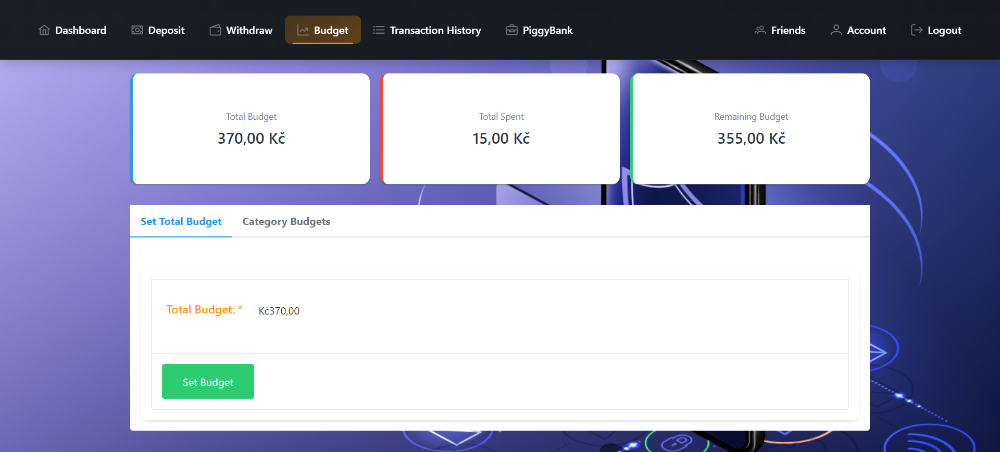 Dashboard Deposit Withdraw Budget Transaction History PiggyBank Friends Account Logout
Total Budget
370,00 Kč
Total Spent
15,00 Kč
Remaining Budget
355,00 Kč
Set Total Budget Category Budgets
Total Budget: * Kč370,00
Set Budget